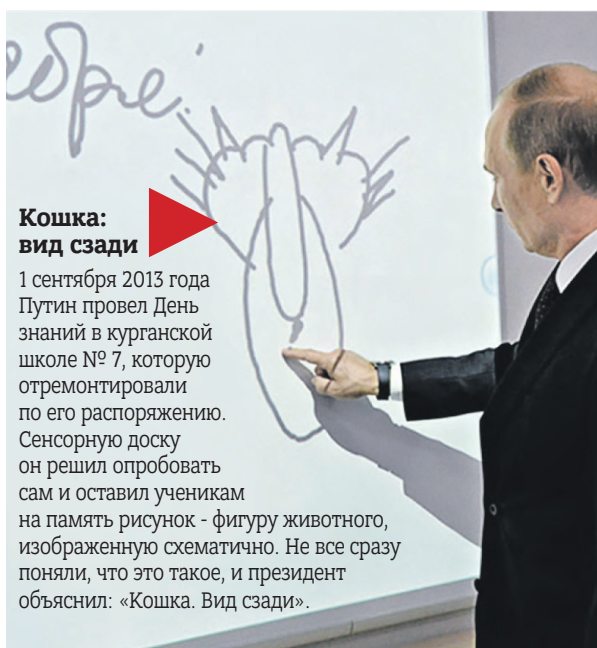 Кошка:
вид сзади
1 сентября 2013 года
Путин провел День
знаний в курганской
школе № 7, которую
отремонтировали
по его распоряжению.
Сенсорную доску
он решил опробовать
сам и оставил ученикам
на память рисунок - фигуру животного,
изображенную схематично. Не все сразу
поняли, что это такое, и президент
объяснил: «Кошка. Вид сзади».